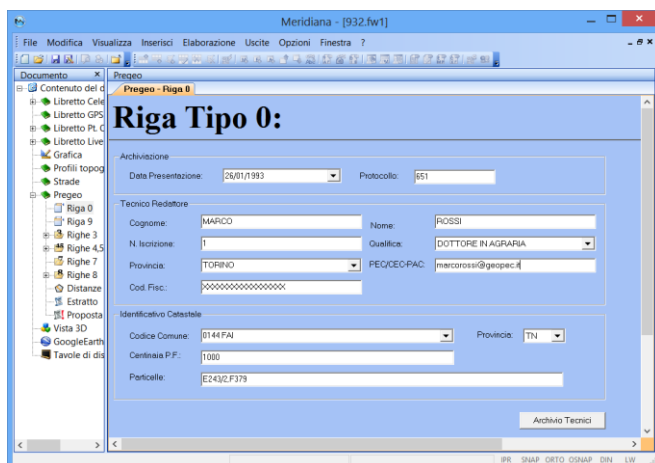 Meridiana - [932.fw1]
File Modifica Visualizza Inserisci Elaborazione Uscite Opzioni Finestra ?
Documento
Contenuto del d
Libretto Cele
Libretto GPS
Libretto Pt. C
Libretto Live
Grafica
Profili topog
Strade
Pregeo
Riga 0
Riga 9
Righe 3
Righe 4,5
Righe 7
Righe 8
Distanze
Estratto
Proposta
Vista 3D
GoogleEarth
Tavole di dis
Pregeo
Pregeo - Riga 0
Riga Tipo 0:
Archiviazione
Data Presentazione: 26/01/1993 Protocollo: 651
Tecnico Redattore
Cognome: MARCO Nome: ROSSI
N. Iscrizione: 1 Qualifica: DOTTORE IN AGRARIA
Provincia: TORINO PEC/CEC-PAC: marcorossi@geopec.it
Cod. Fisc.: XXXXXXXXXXXXXXXX
Identificativo Catastale
Codice Comune: 0144 FAI Provincia: TN
Centinaia P.F.: 1000
Particelle: E243/2,F379
Archivio Tecnici
IPR SNAP ORTO OSNAP DIN LW